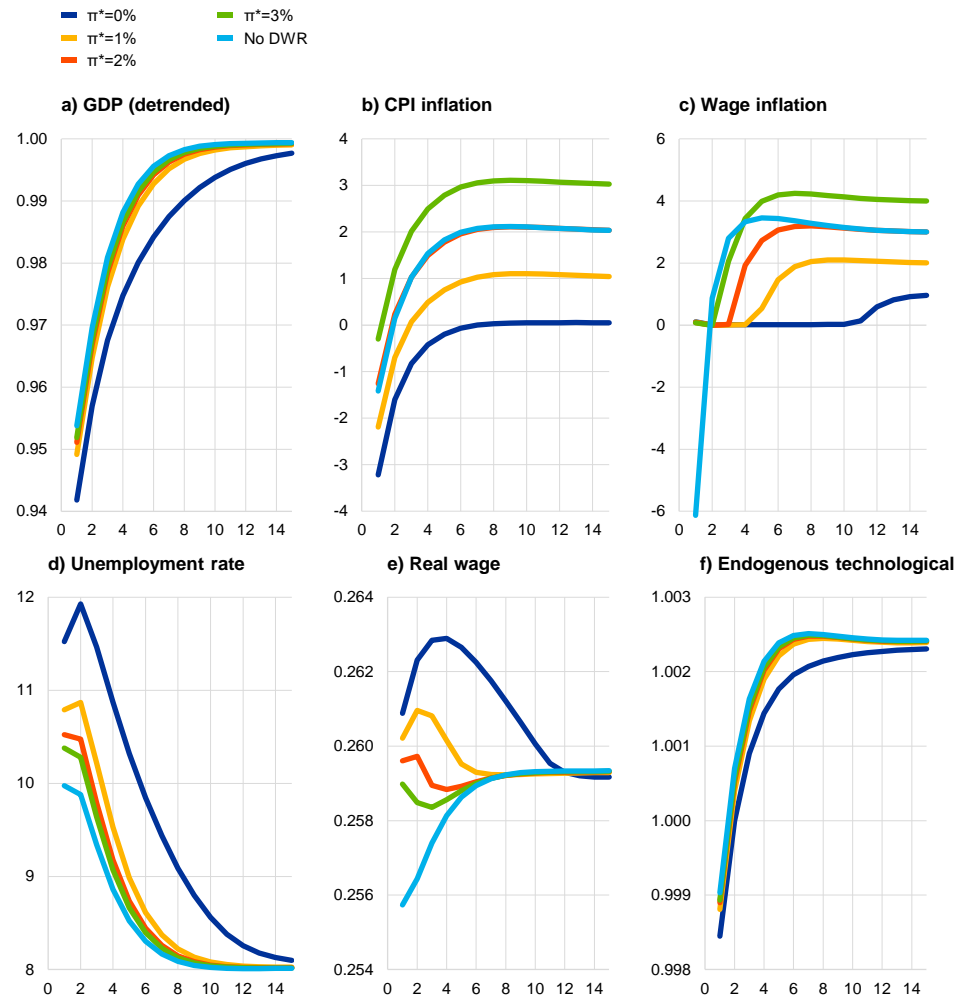 π*=0%
π*=3%
π*=1%
No DWR
π*=2%
a) GDP (detrended)
b) CPI inflation
c) Wage inflation
1.00
0.99
0.98
0.97
0.96
0.95
0.94
0 2 4 6 8 10 12 14
4
3
2
1
0
-1
-2
-3
-4
0 2 4 6 8 10 12 14
6
4
2
0
-2
-4
-6
0 2 4 6 8 10 12 14
d) Unemployment rate
e) Real wage
f) Endogenous technological
12
11
10
9
8
0 2 4 6 8 10 12 14
0.264
0.262
0.260
0.258
0.256
0.254
0 2 4 6 8 10 12 14
1.003
1.002
1.001
1.000
0.999
0.998
0 2 4 6 8 10 12 14